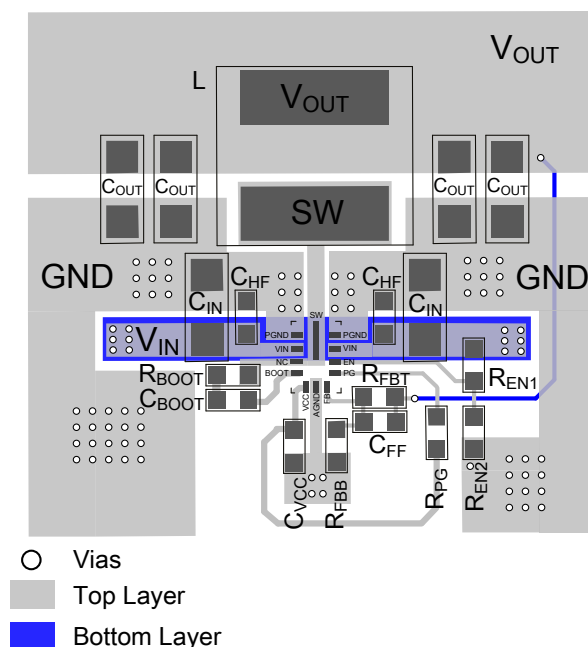 VOUT
L
VOUT
COUT
COUT
COUT
COUT
SW
GND
GND
CHF
CHF
CIN
CIN
SW
PGND
PGND
VIN
VIN
VIN
NC
EN
BOOT
PG
RBOOT
RFBT
REN1
CBOOT
VCC
AGND
FB
CFF
CVCC
RFBB
RPG
REN2
Vias
Top Layer
Bottom Layer